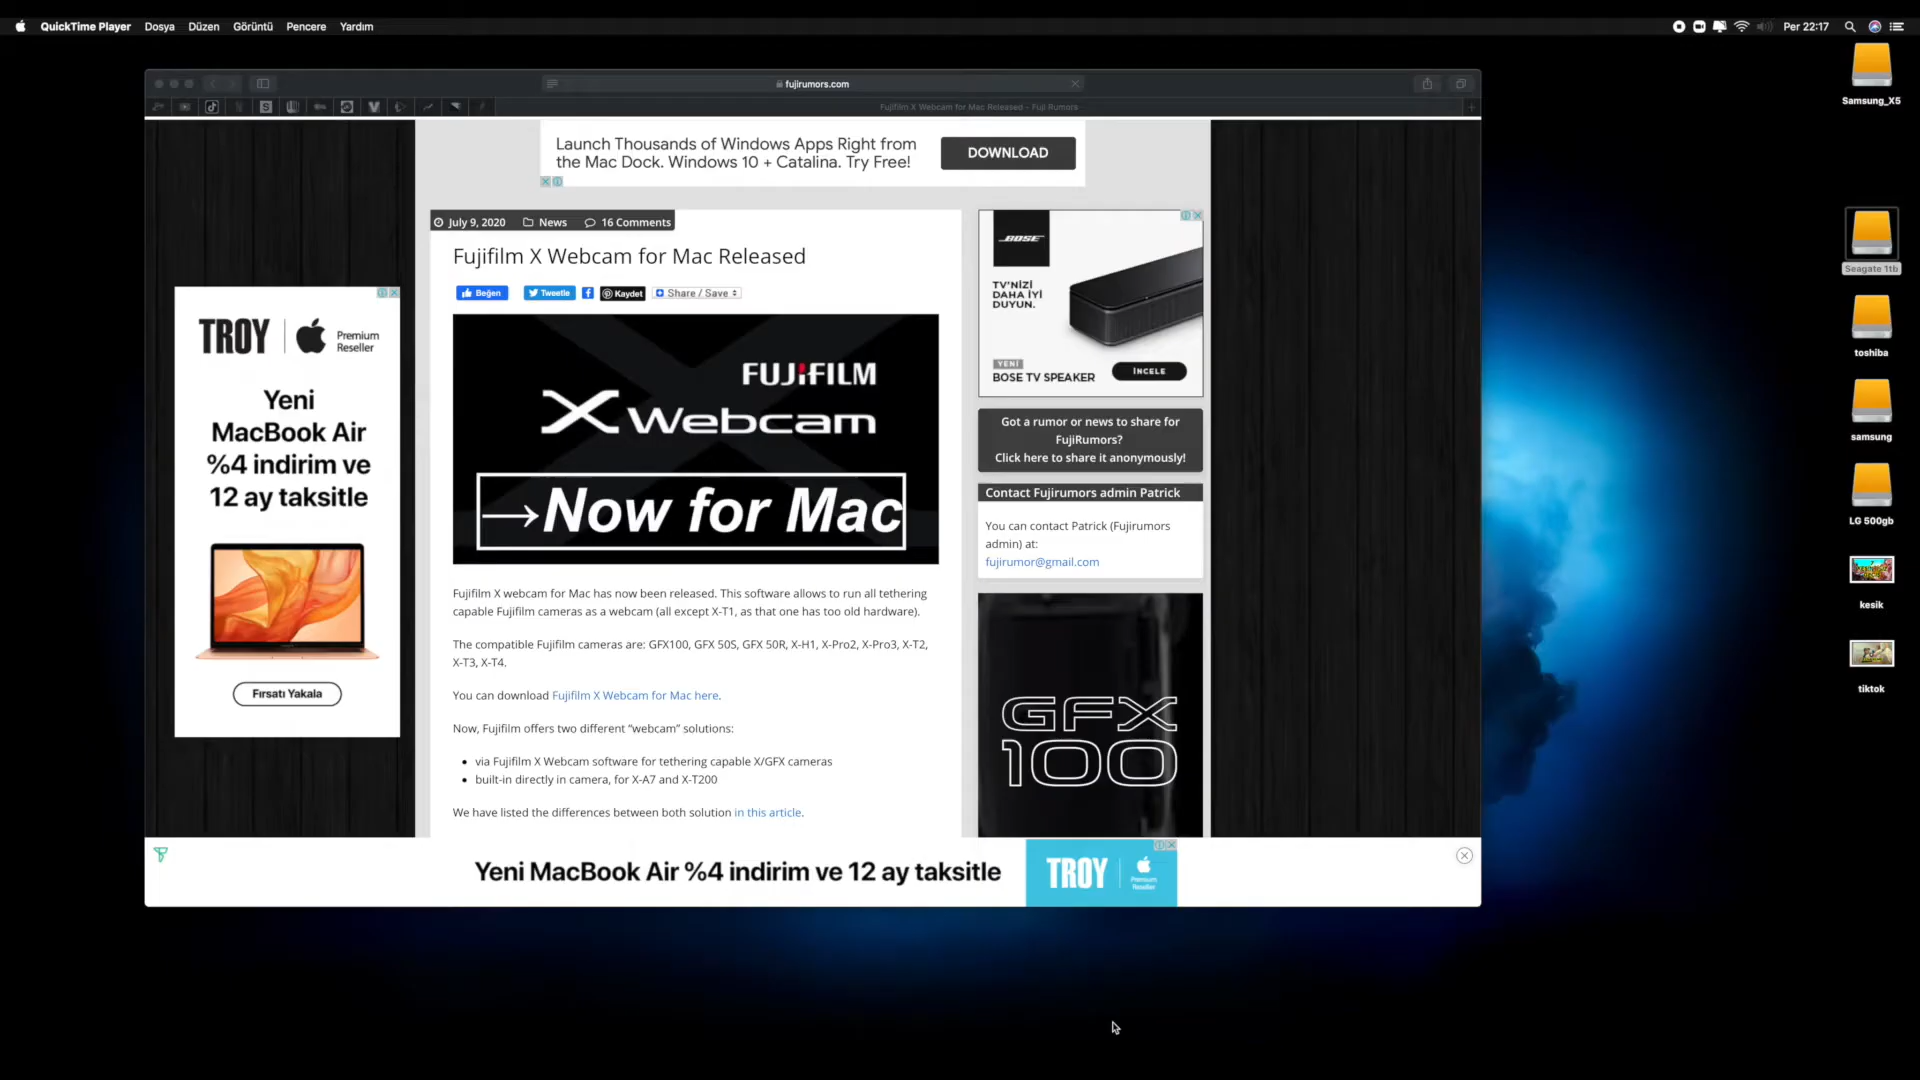 QuickTime Player Dosya Düzen Görüntü Pencere Yardım
Per 22:17
fujirumors.com
Fujifilm X Webcam for Mac Released - Fuji Rumors
Launch Thousands of Windows Apps Right from
the Mac Dock. Windows 10 + Catalina. Try Free!
DOWNLOAD
July 9, 2020 News 16 Comments
Fujifilm X Webcam for Mac Released
Beğen Tweetle Kaydet Share / Save
FUJIFILM
X Webcam
→Now for Mac
Fujifilm X webcam for Mac has now been released. This software allows to run all tethering
capable Fujifilm cameras as a webcam (all except X-T1, as that one has too old hardware).
The compatible Fujifilm cameras are: GFX100, GFX 50S, GFX 50R, X-H1, X-Pro2, X-Pro3, X-T2,
X-T3, X-T4.
You can download Fujifilm X Webcam for Mac here.
Now, Fujifilm offers two different “webcam” solutions:
• via Fujifilm X Webcam software for tethering capable X/GFX cameras
• built-in directly in camera, for X-A7 and X-T200
We have listed the differences between both solution in this article.
TROY
Premium
Reseller
Yeni
MacBook Air
%4 indirim ve
12 ay taksitle
Fırsatı Yakala
BOSE
TV'NİZİ
DAHA İYİ
DUYUN.
YENİ
BOSE TV SPEAKER
İNCELE
Got a rumor or news to share for
FujiRumors?
Click here to share it anonymously!
Contact Fujirumors admin Patrick
You can contact Patrick (Fujirumors
admin) at:
fujirumor@gmail.com
GFX
100
Yeni MacBook Air %4 indirim ve 12 ay taksitle
TROY
Premium
Reseller
Samsung_X5
Seagate 1tb
toshiba
samsung
LG 500gb
kesik
tiktok